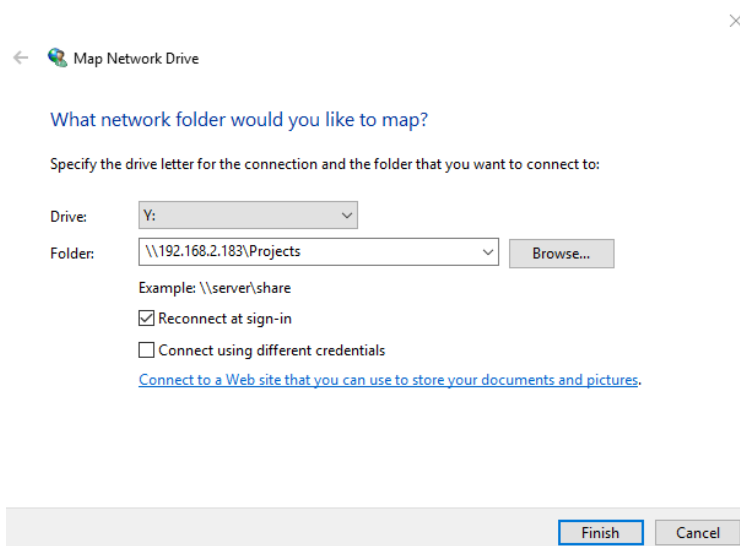 Map Network Drive
What network folder would you like to map?
Specify the drive letter for the connection and the folder that you want to connect to:
Drive: Y:
Folder: \\192.168.2.183\Projects Browse...
Example: \\server\share
Reconnect at sign-in
Connect using different credentials
Connect to a Web site that you can use to store your documents and pictures.
Finish Cancel